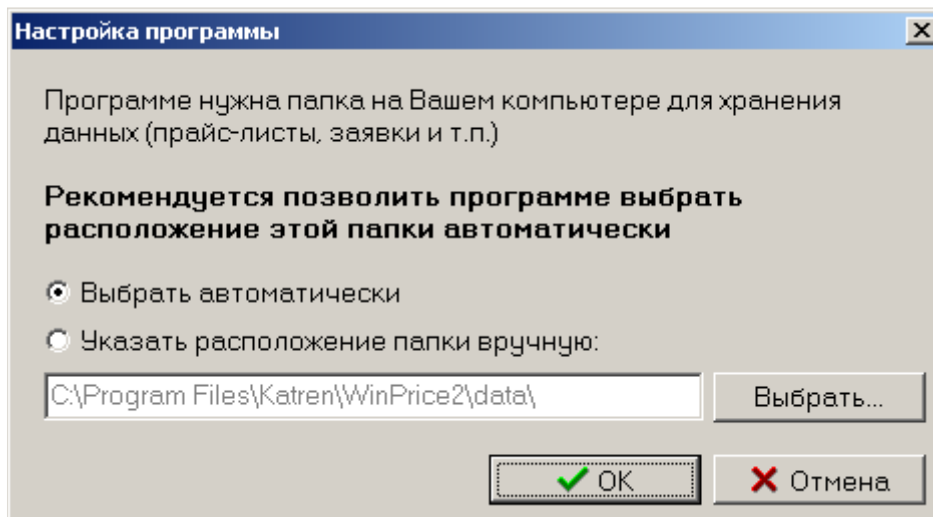 Настройка программы
Программе нужна папка на Вашем компьютере для хранения
данных (прайс-листы, заявки и т.п.)
Рекомендуется позволить программе выбрать
расположение этой папки автоматически
Выбрать автоматически
Указать расположение папки вручную:
C:\Program Files\Katren\WinPrice2\data\
Выбрать...
OK
Отмена